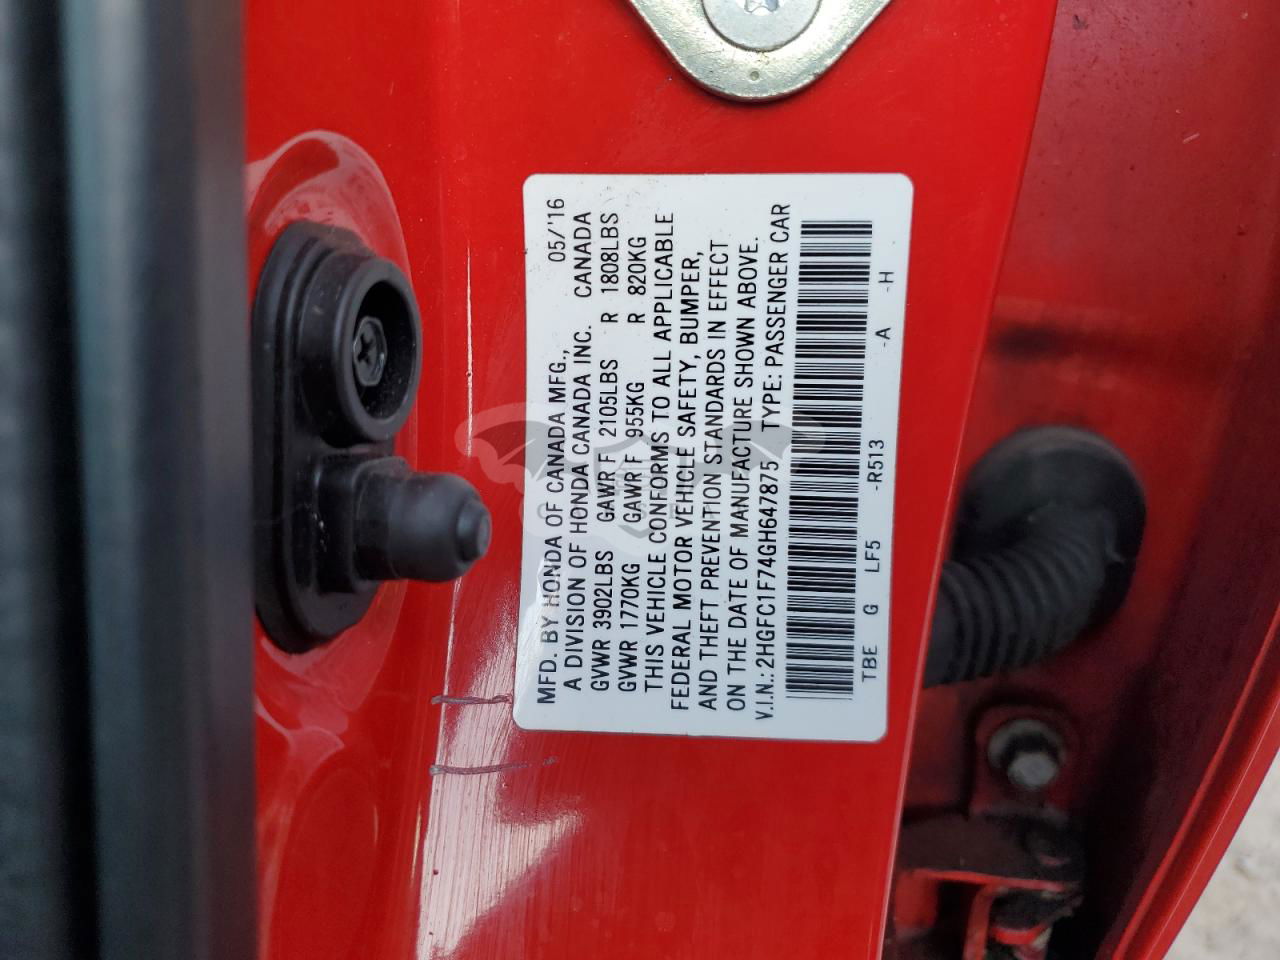 MFD. BY HONDA OF CANADA MFG., 05/'16
A DIVISION OF HONDA CANADA INC. CANADA
GVWR 3902LBS GAWR F 2105LBS R 1808LBS
GVWR 1770KG GAWR F 955KG R 820KG
THIS VEHICLE CONFORMS TO ALL APPLICABLE
FEDERAL MOTOR VEHICLE SAFETY, BUMPER,
AND THEFT PREVENTION STANDARDS IN EFFECT
ON THE DATE OF MANUFACTURE SHOWN ABOVE.
V.I.N.: 2HGFC1F74GH647875 TYPE: PASSENGER CAR
TBE G LF5 -R513 -A -H